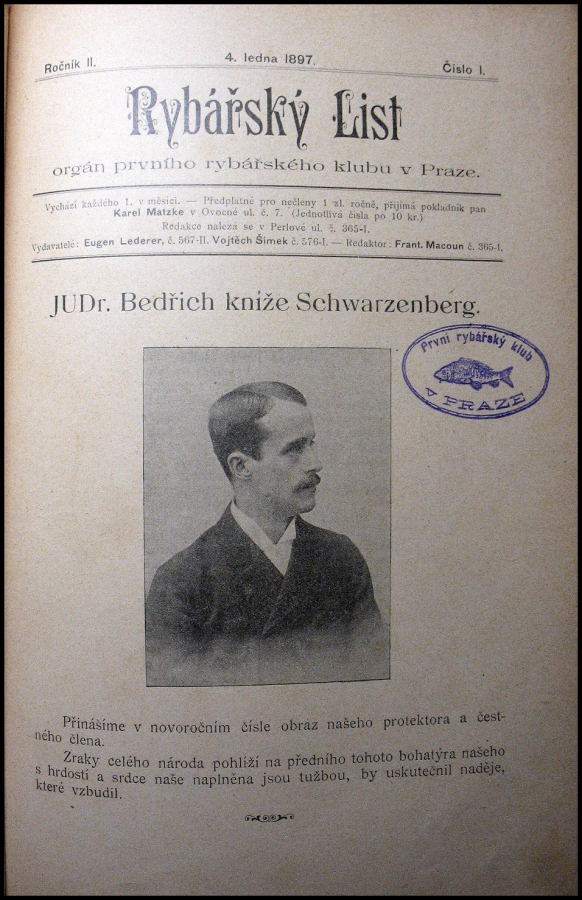 Ročník II.
4. ledna 1897.
Číslo I.
Rybářský List
orgán prvního rybářského klubu v Praze.
Vychází každého 1. v měsíci. — Předplatné pro nečleny 1 zl. ročně, přijímá pokladník pan
Karel Matzke v Ovocné ul. č. 7. (Jednotlivá čísla po 10 kr.)
Redakce nalezá se v Perlové ul. č. 365-I.
Vydavatelé: Eugen Lederer, č. 567-II. Vojtěch Šimek č. 576-I. — Redaktor: Frant. Macoun č. 365-I.
JUDr. Bedřich kníže Schwarzenberg.
První rybářský klub
V PRAZE
Přinášíme v novoročním čísle obraz našeho protektora a čest-
ného člena.
Zraky celého národa pohlíží na předního tohoto bohatýra našeho
s hrdostí a srdce naše naplněna jsou tužbou, by uskutečnil naděje,
které vzbudil.